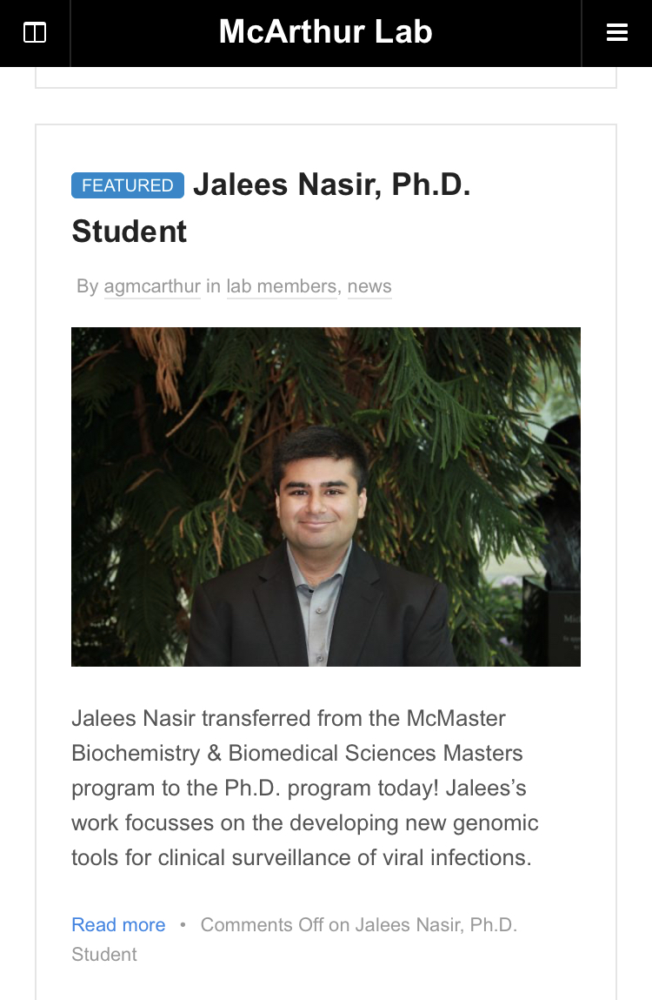 McArthur Lab
FEATURED Jalees Nasir, Ph.D.
Student
By agmcarthur in lab members, news
Jalees Nasir transferred from the McMaster
Biochemistry & Biomedical Sciences Masters
program to the Ph.D. program today! Jalees’s
work focusses on the developing new genomic
tools for clinical surveillance of viral infections.
Read more • Comments Off on Jalees Nasir, Ph.D.
Student